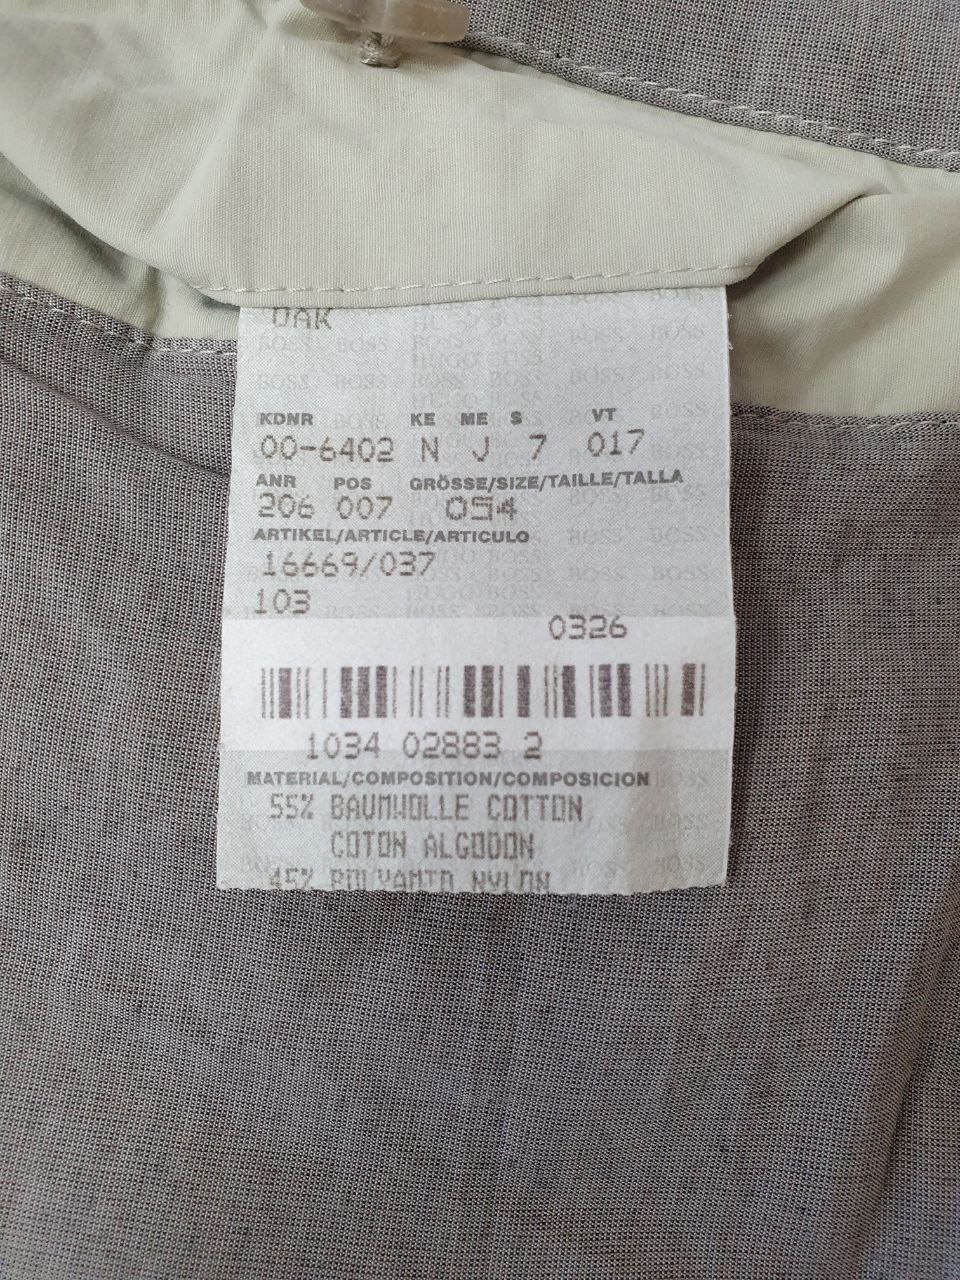 OAK
KDNR KE ME S VT
00-6402 N J 7 017
ANR POS GRÖSSE/SIZE/TAILLE/TALLA
206 007 054
ARTIKEL/ARTICLE/ARTICULO
16669/037
103
0326
1034 02883 2
MATERIAL/COMPOSITION/COMPOSICION
55% BAUMWOLLE COTTON
COTON ALGODON
45% POLYAMID NYLON